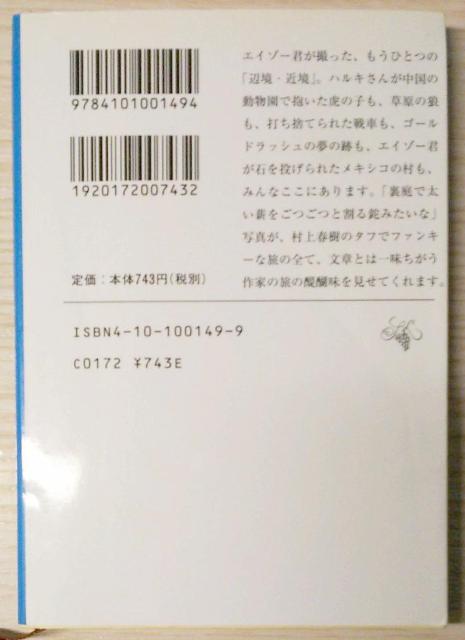 9784101001494
1920172007432
定価：本体743円（税別）
エイゾー君が撮った、もうひとつの
『辺境・近境』。ハルキさんが中国の
動物園で抱いた虎の子も、草原の狼
も、打ち捨てられた戦車も、ゴール
ドラッシュの夢の跡も、エイゾー君
が石を投げられたメキシコの村も、
みんなここにあります。「裏庭で太
い薪をごつごつと割る鉈みたいな」
写真が、村上春樹のタフでファンキ
ーな旅の全て、文章とは一味ちがう
作家の旅の醍醐味を見せてくれます。
ISBN4-10-100149-9
C0172 ¥743E